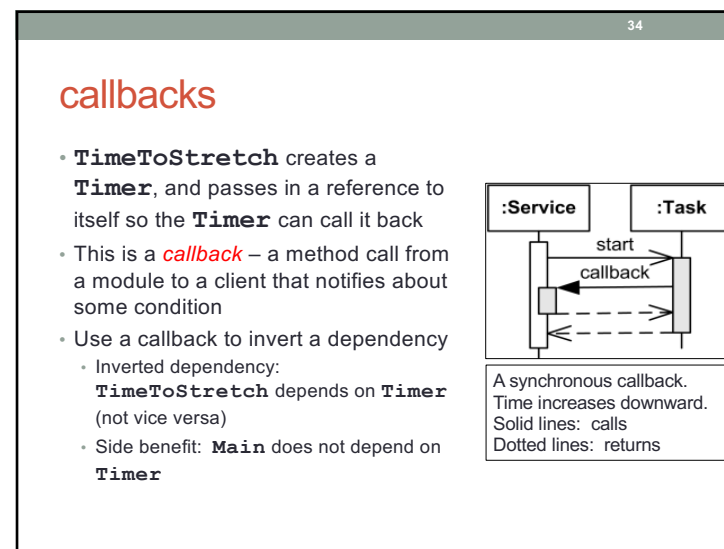 34
callbacks
• TimeToStretch creates a
Timer, and passes in a reference to
itself so the Timer can call it back
• This is a callback – a method call from
a module to a client that notifies about
some condition
• Use a callback to invert a dependency
• Inverted dependency:
TimeToStretch depends on Timer
(not vice versa)
• Side benefit: Main does not depend on
Timer
:Service
:Task
start
callback
A synchronous callback.
Time increases downward.
Solid lines: calls
Dotted lines: returns